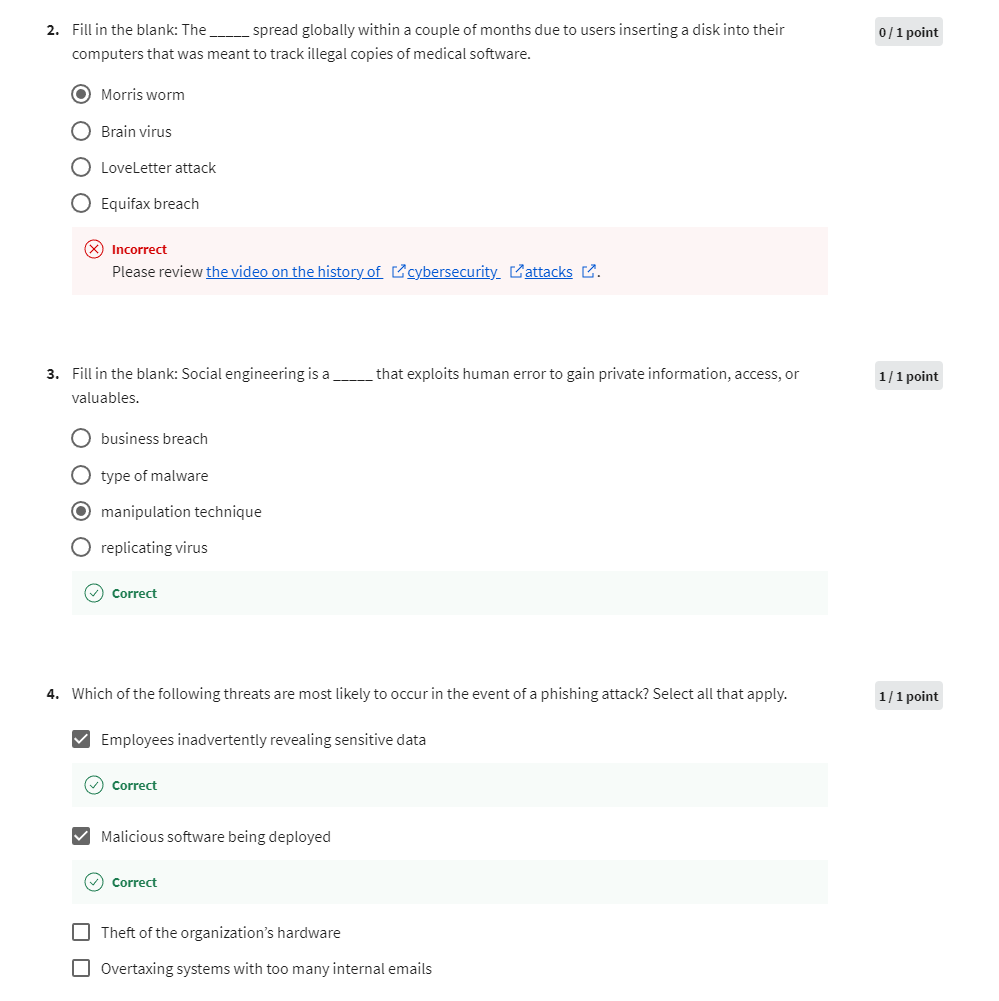 2. Fill in the blank: The _____ spread globally within a couple of months due to users inserting a disk into their 0 / 1 point
computers that was meant to track illegal copies of medical software.
Morris worm
Brain virus
LoveLetter attack
Equifax breach
Incorrect
Please review the video on the history of cybersecurity attacks .
3. Fill in the blank: Social engineering is a _____ that exploits human error to gain private information, access, or 1 / 1 point
valuables.
business breach
type of malware
manipulation technique
replicating virus
Correct
4. Which of the following threats are most likely to occur in the event of a phishing attack? Select all that apply. 1 / 1 point
Employees inadvertently revealing sensitive data
Correct
Malicious software being deployed
Correct
Theft of the organization’s hardware
Overtaxing systems with too many internal emails